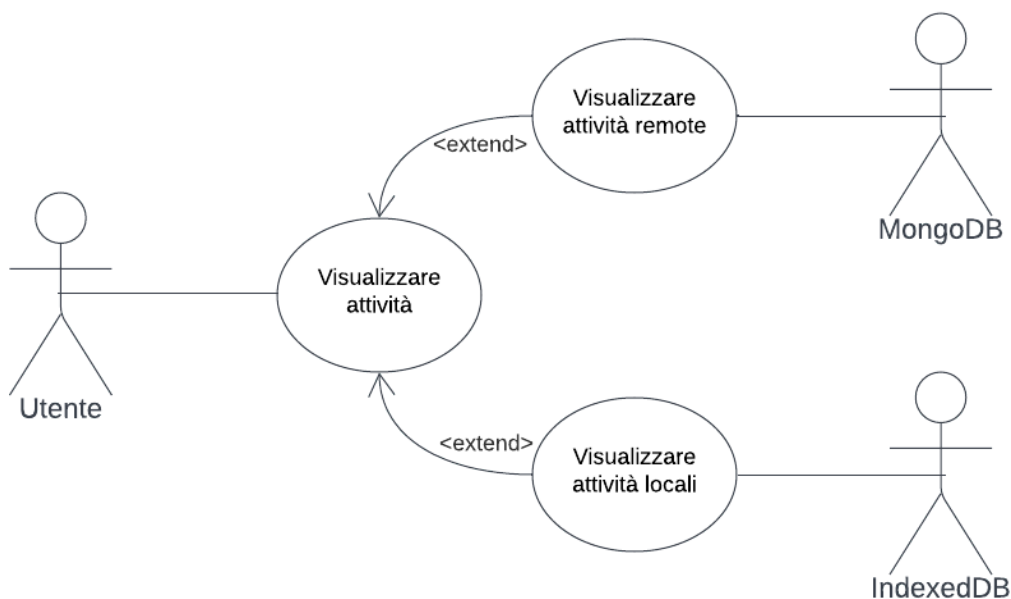 Visualizzare
attività remote
<extend>
MongoDB
Visualizzare
attività
Utente
<extend>
Visualizzare
attività locali
IndexedDB